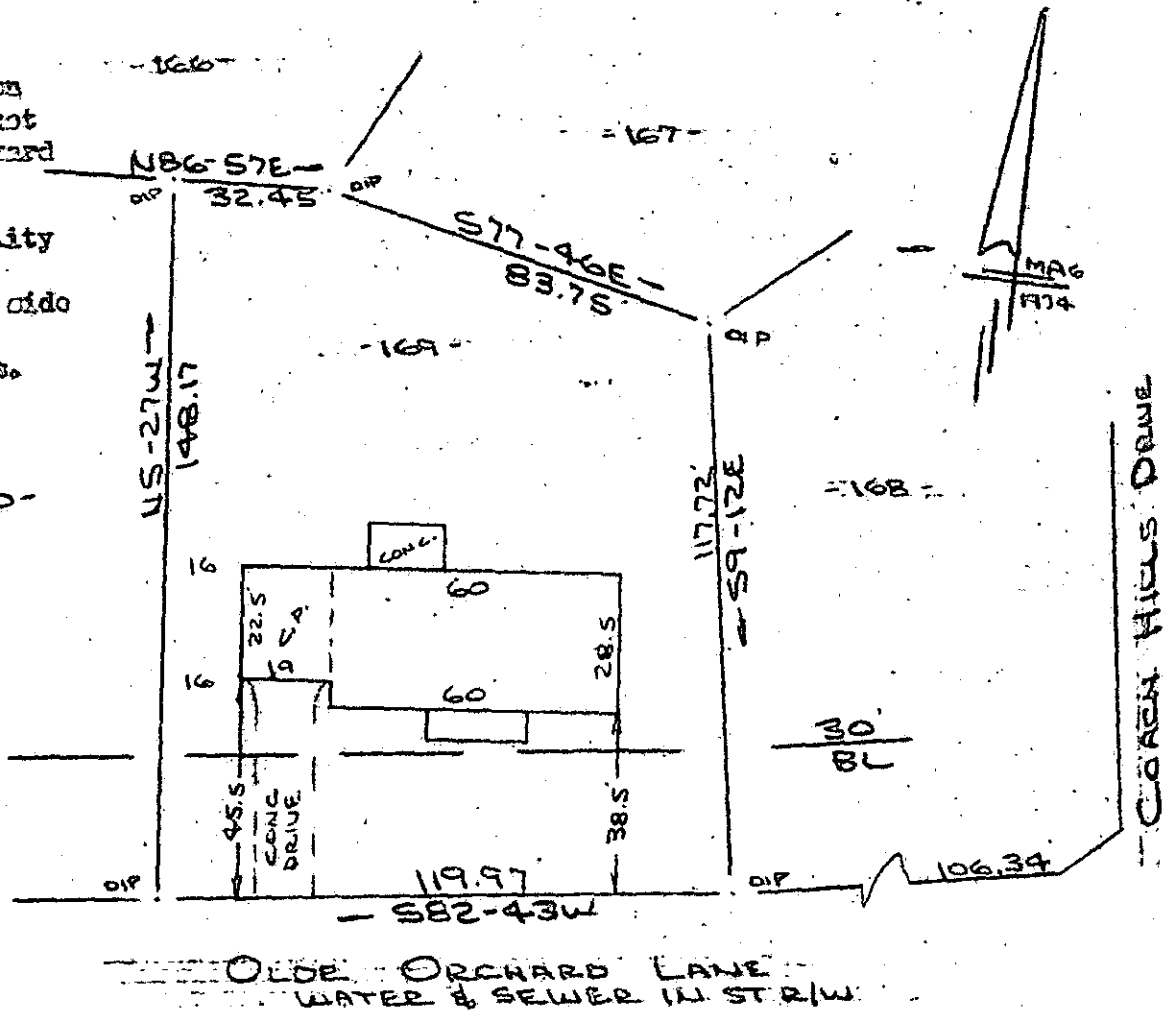 -166-
= 167 -
N86-57E
32.45
OIP
OIP
S77-46E
83.75'
OIP
MAG
1974
ity
side
-169-
N5-27W
148.17
117.72'
S9-12E
-168-
COACH HILLS DRIVE
CONC.
16
60
22.5'
C.P.
28.5
16
19
60
30'
BL
45.5'
CONC
DRIVE
38.5'
OIP
119.97
OIP
106.34'
S82-43W
OLDE ORCHARD LANE
WATER & SEWER IN ST R/W